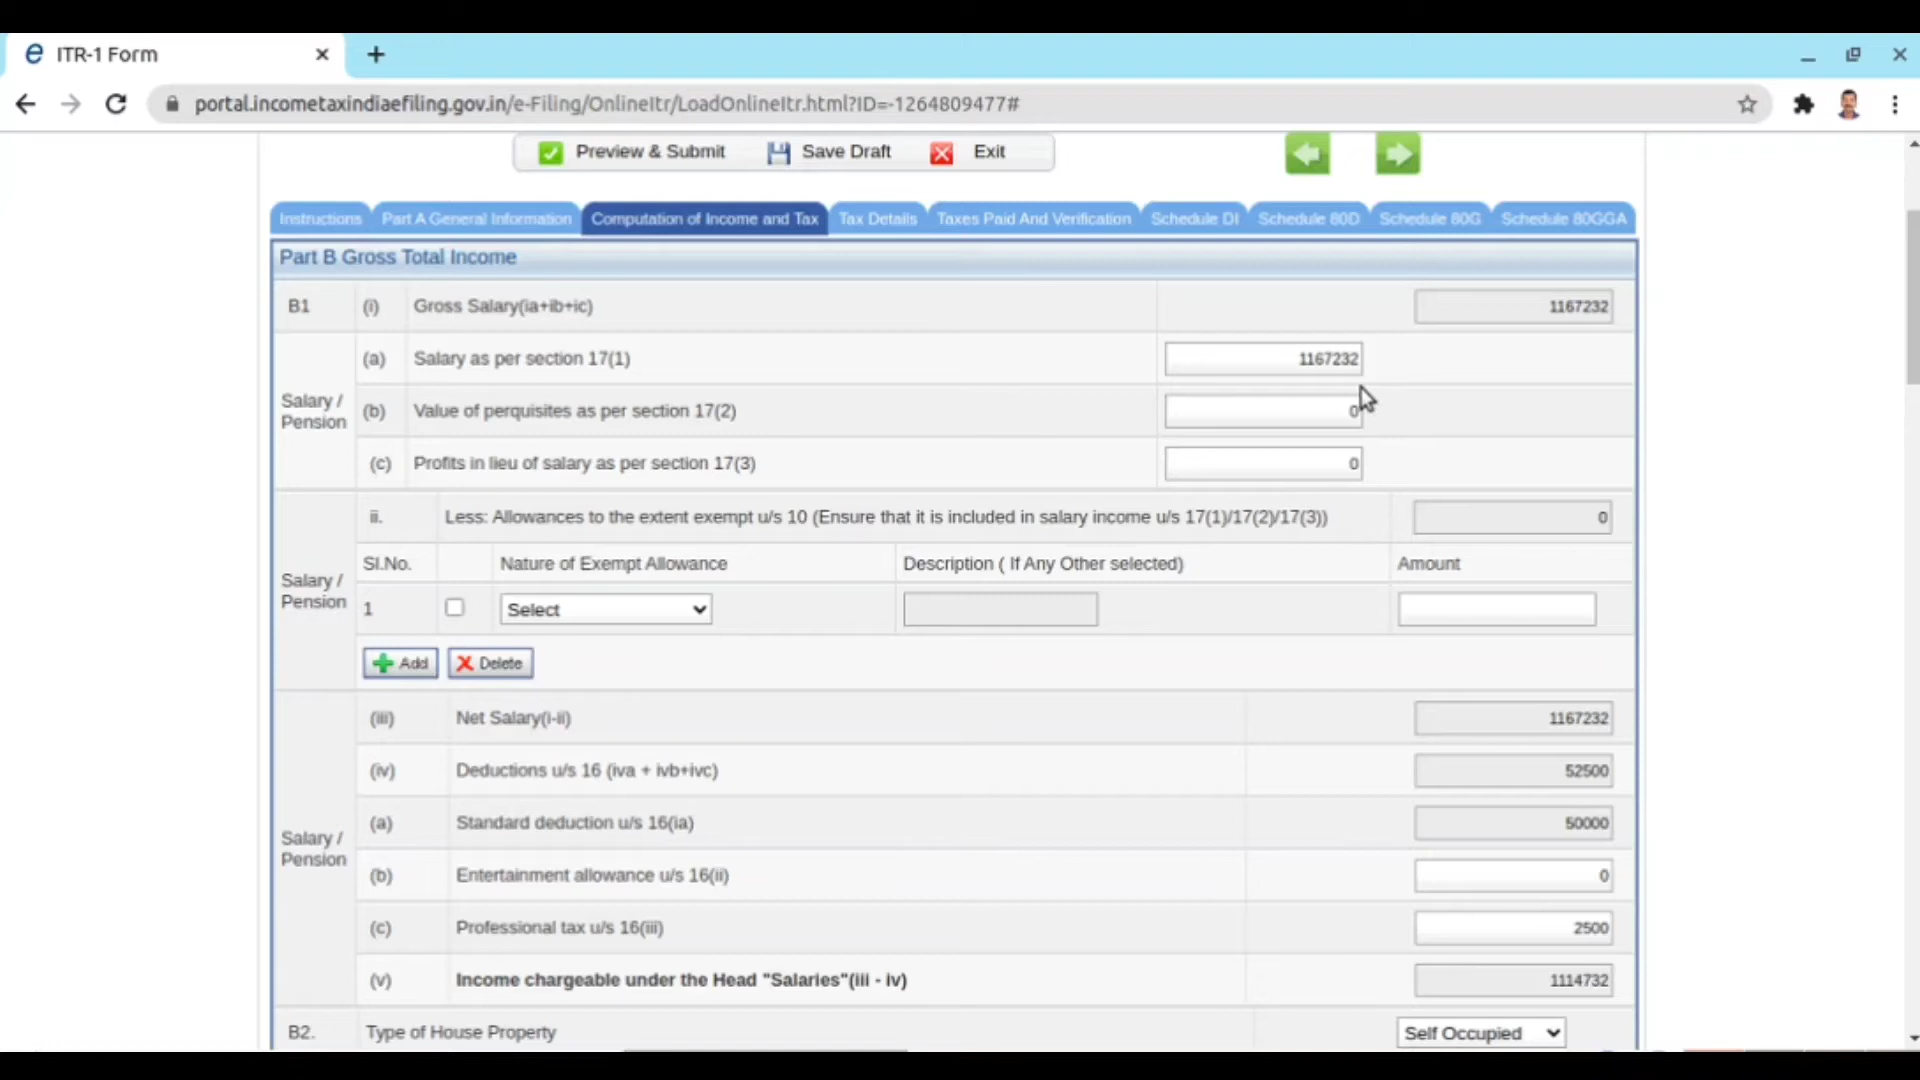 ITR-1 Form
portal.incometaxindiaefiling.gov.in/e-Filing/OnlineItr/LoadOnlineItr.html?ID=-1264809477#
Preview & Submit Save Draft Exit
Instructions Part A General Information Computation of Income and Tax Tax Details Taxes Paid And Verification Schedule DI Schedule 80D Schedule 80G Schedule 80GGA
Part B Gross Total Income
B1 (i) Gross Salary(ia+ib+ic) 1167232
(a) Salary as per section 17(1) 1167232
Salary / Pension
(b) Value of perquisites as per section 17(2) 0
(c) Profits in lieu of salary as per section 17(3) 0
ii. Less: Allowances to the extent exempt u/s 10 (Ensure that it is included in salary income u/s 17(1)/17(2)/17(3)) 0
Sl.No. Nature of Exempt Allowance Description ( If Any Other selected) Amount
Salary / Pension
1 Select
Add Delete
(iii) Net Salary(i-ii) 1167232
(iv) Deductions u/s 16 (iva + ivb+ivc) 52500
(a) Standard deduction u/s 16(ia) 50000
Salary / Pension
(b) Entertainment allowance u/s 16(ii) 0
(c) Professional tax u/s 16(iii) 2500
(v) Income chargeable under the Head "Salaries"(iii - iv) 1114732
B2. Type of House Property Self Occupied